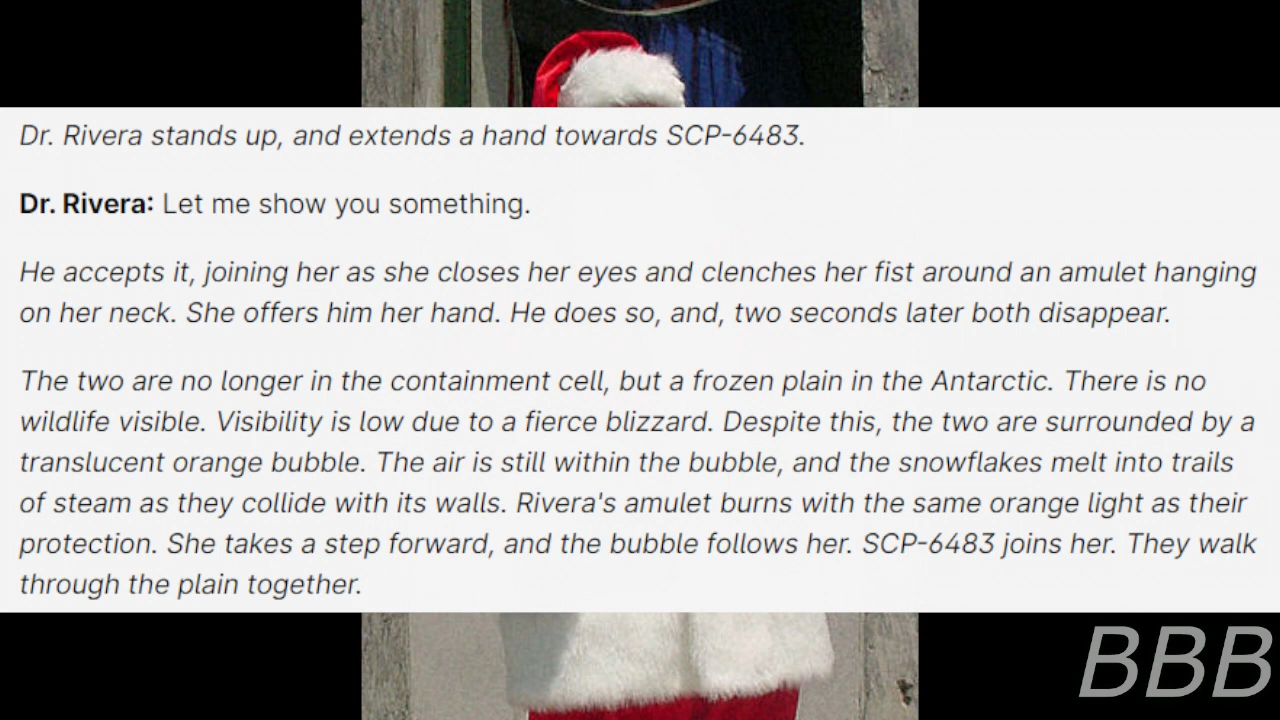 Dr. Rivera stands up, and extends a hand towards SCP-6483.
Dr. Rivera: Let me show you something.
He accepts it, joining her as she closes her eyes and clenches her fist around an amulet hanging
on her neck. She offers him her hand. He does so, and, two seconds later both disappear.
The two are no longer in the containment cell, but a frozen plain in the Antarctic. There is no
wildlife visible. Visibility is low due to a fierce blizzard. Despite this, the two are surrounded by a
translucent orange bubble. The air is still within the bubble, and the snowflakes melt into trails
of steam as they collide with its walls. Rivera's amulet burns with the same orange light as their
protection. She takes a step forward, and the bubble follows her. SCP-6483 joins her. They walk
through the plain together.
BBB